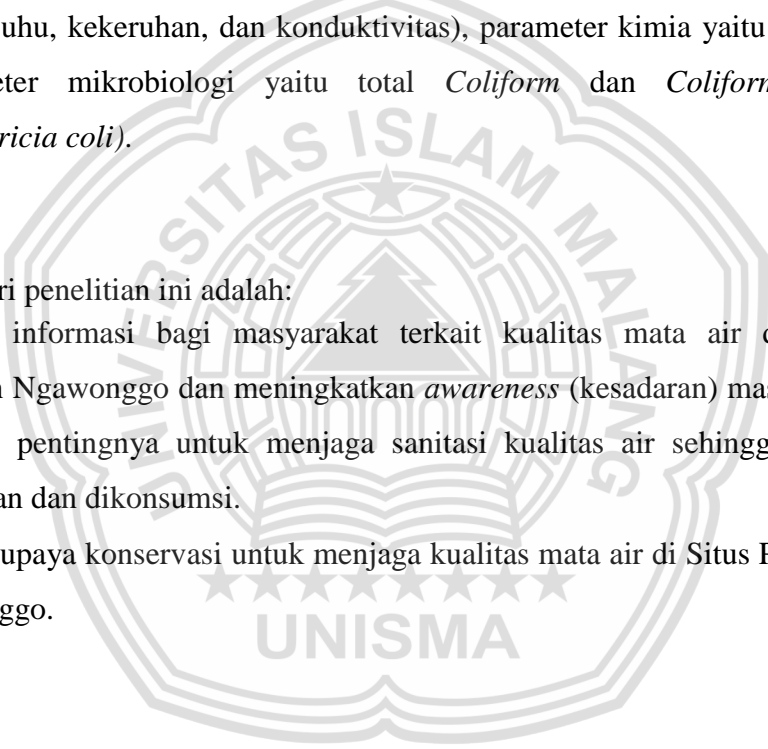 uhu, kekeruhan, dan konduktivitas), parameter kimia yaitu
eter mikrobiologi yaitu total Coliform dan Coliforn
ricia coli).
ri penelitian ini adalah:
informasi bagi masyarakat terkait kualitas mata air d
n Ngawonggo dan meningkatkan awareness (kesadaran) mas
pentingnya untuk menjaga sanitasi kualitas air sehingg
an dan dikonsumsi.
upaya konservasi untuk menjaga kualitas mata air di Situs P
ggo.
UNIVERSITAS ISLAM MALANG
UNISMA